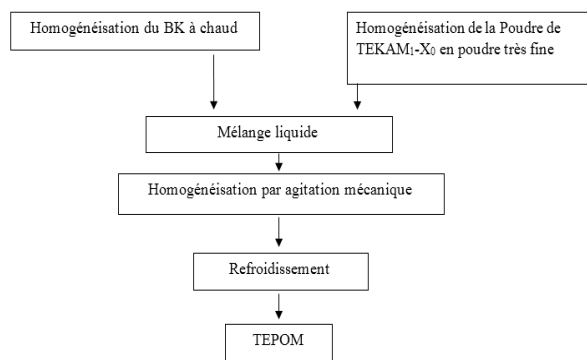 Homogénéisation du BK à chaud
Homogénéisation de la Poudre de
TEKAM₁-X₀ en poudre très fine
Mélange liquide
Homogénéisation par agitation mécanique
Refroidissement
TEPOM